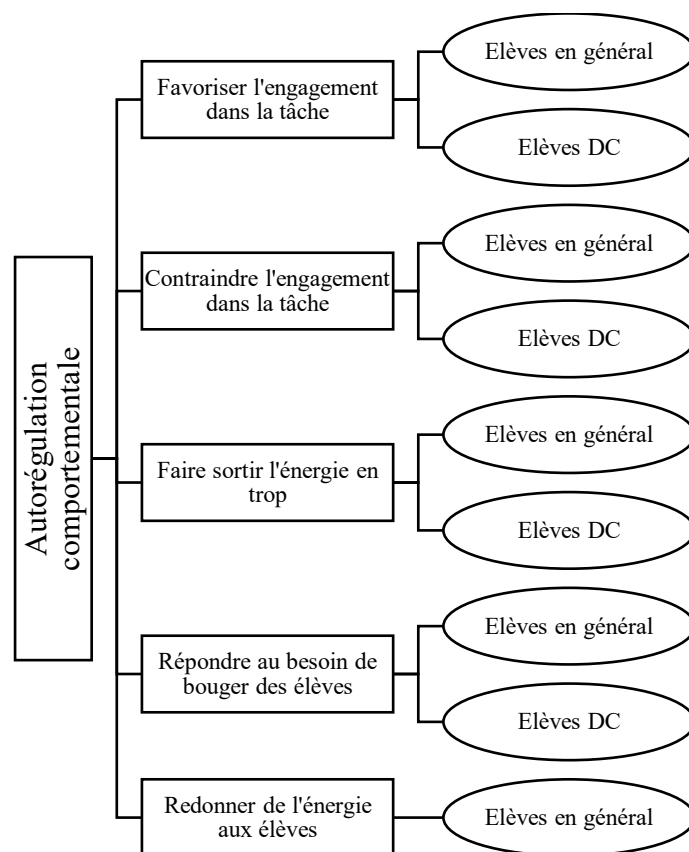 Autorégulation
comportementale
Favoriser l'engagement
dans la tâche
Elèves en général
Elèves DC
Contraindre l'engagement
dans la tâche
Elèves en général
Elèves DC
Faire sortir l'énergie en
trop
Elèves en général
Elèves DC
Répondre au besoin de
bouger des élèves
Elèves en général
Elèves DC
Redonner de l'énergie
aux élèves
Elèves en général